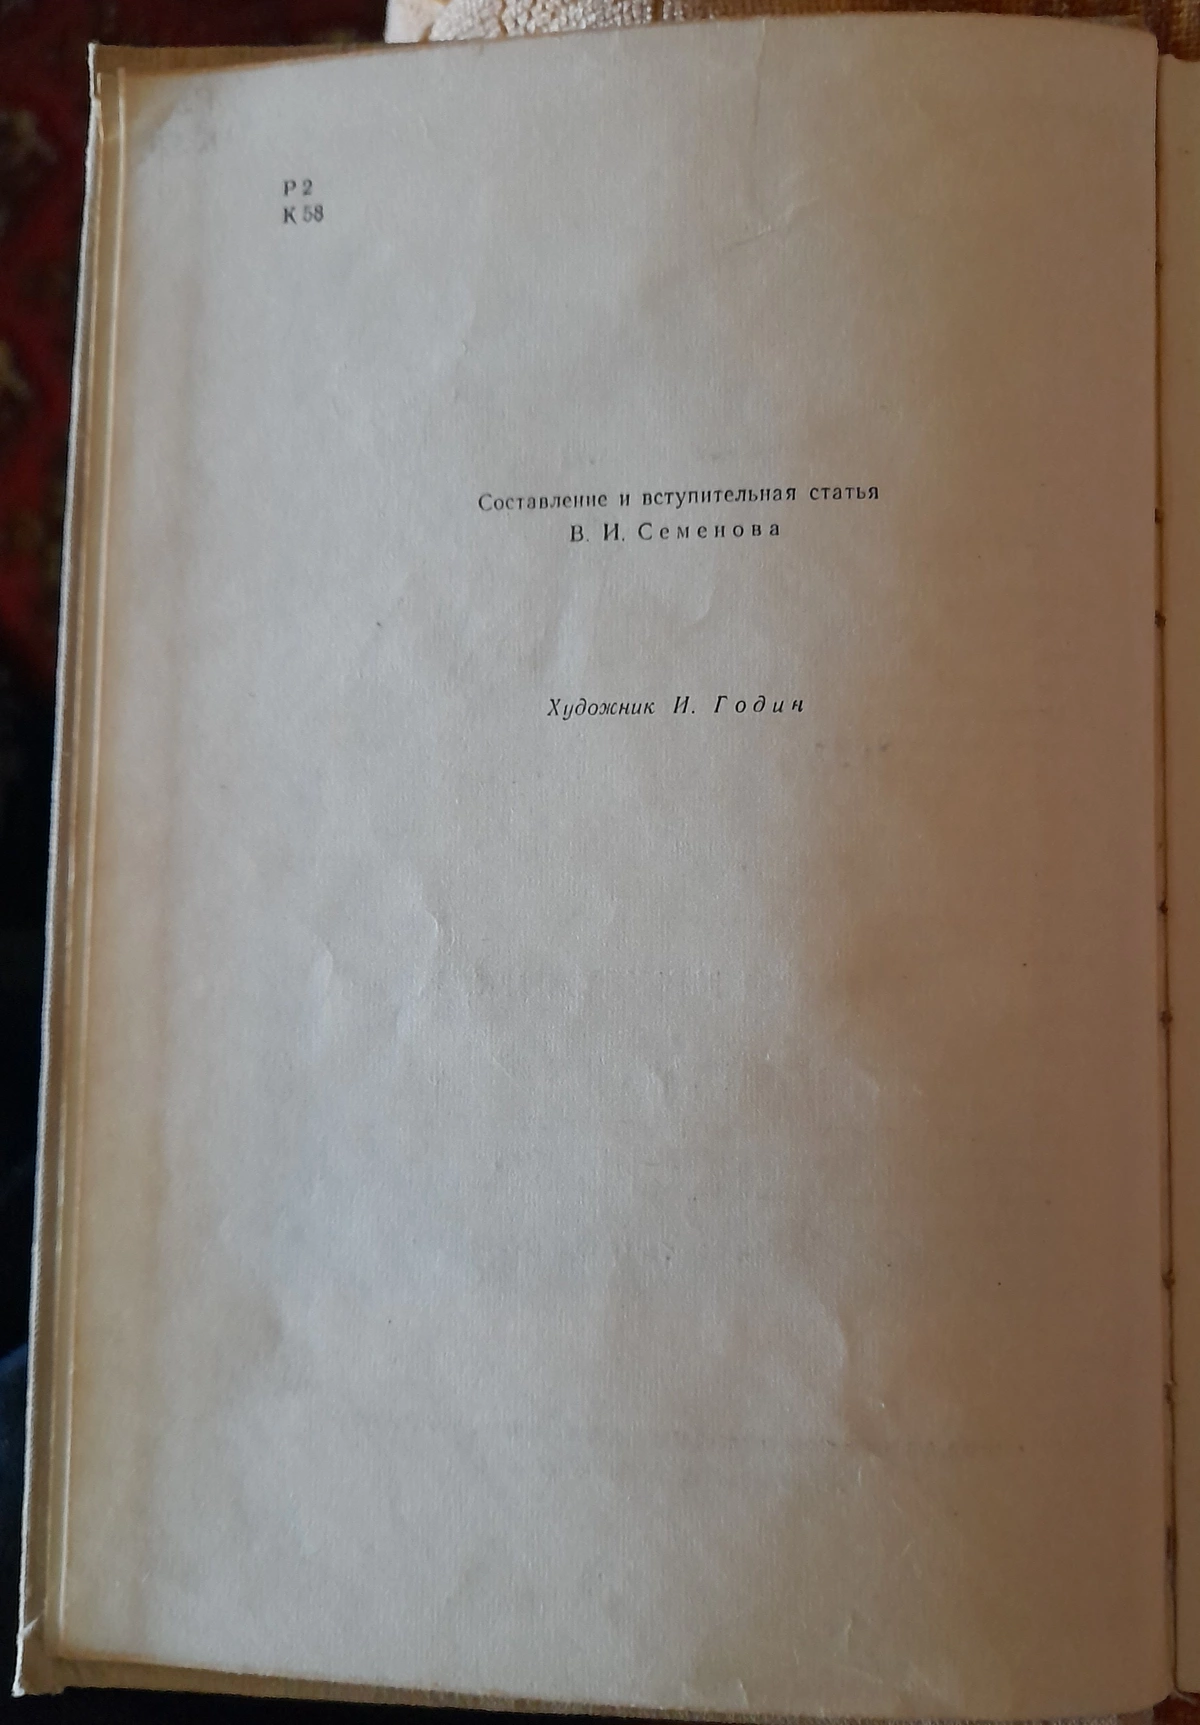 Р 2
К 58
Составление и вступительная статья
В. И. Семенова
Художник И. Годин